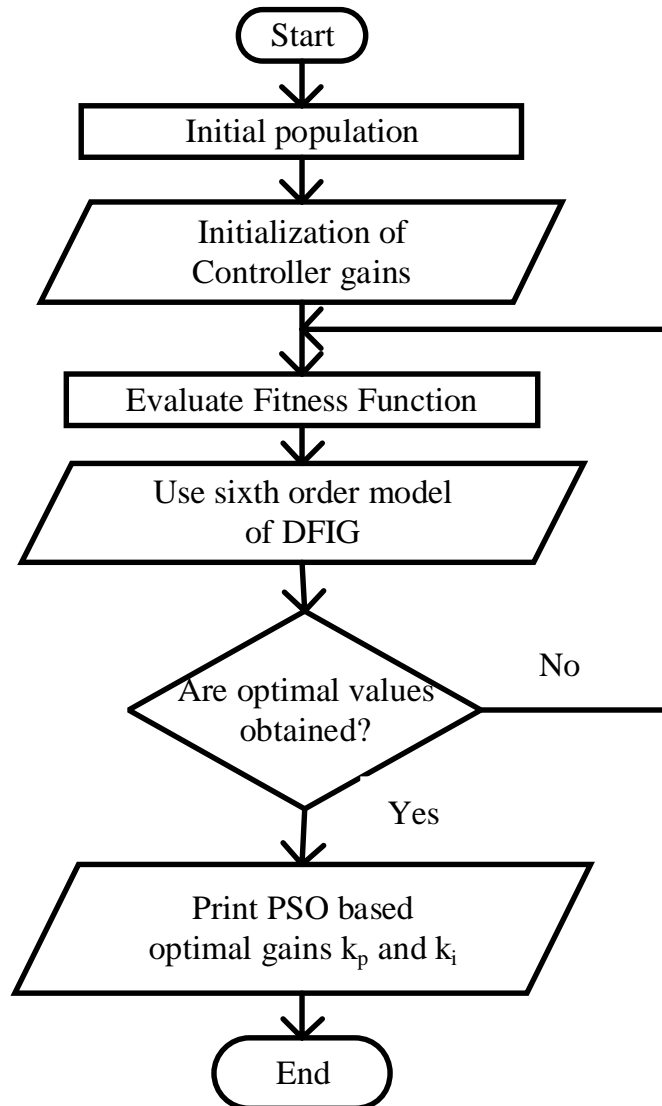 Start
Initial population
Initialization of
Controller gains
Evaluate Fitness Function
Use sixth order model
of DFIG
No
Are optimal values
obtained?
Yes
Print PSO based
optimal gains kp and ki
End